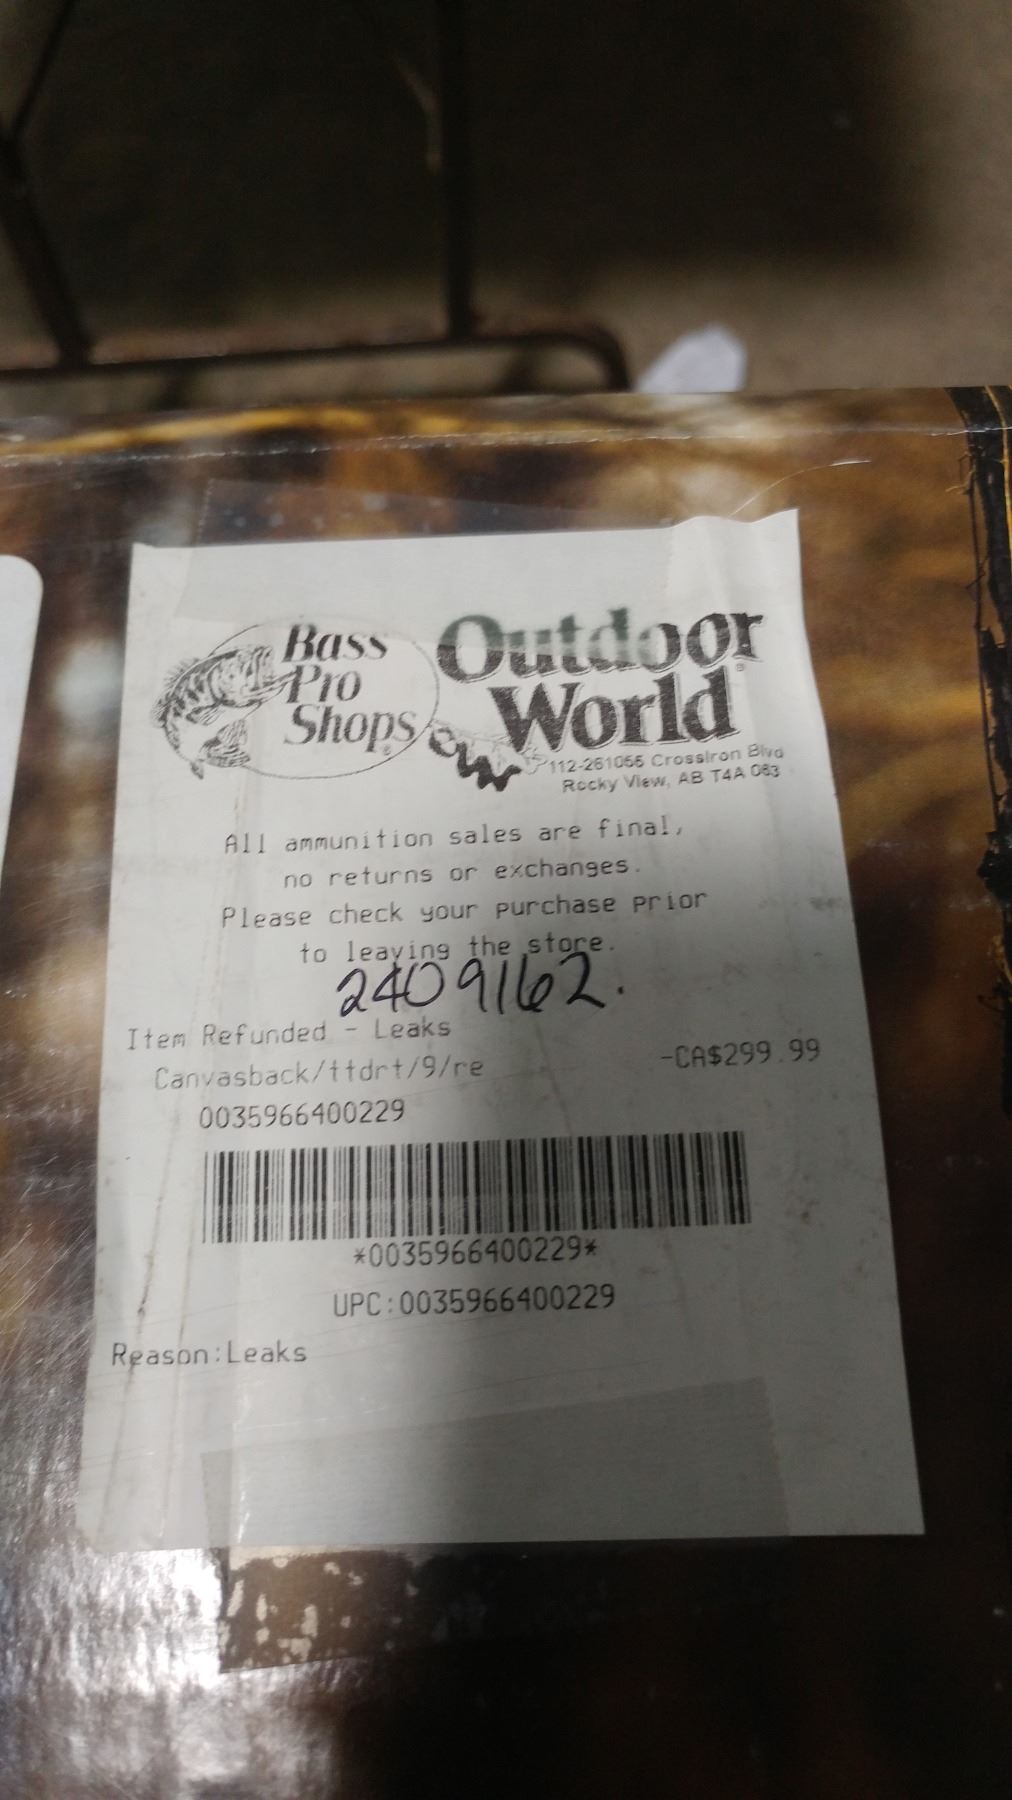 Bass
Pro
Shops®
Outdoor
World®
112-261055 CrossIron Blvd
Rocky View, AB T4A 0G3
All ammunition sales are final,
no returns or exchanges.
Please check your purchase prior
to leaving the store.
2409162.
Item Refunded - Leaks
Canvasback/ttdrt/9/re -CA$299.99
0035966400229
*0035966400229*
UPC:0035966400229
Reason:Leaks